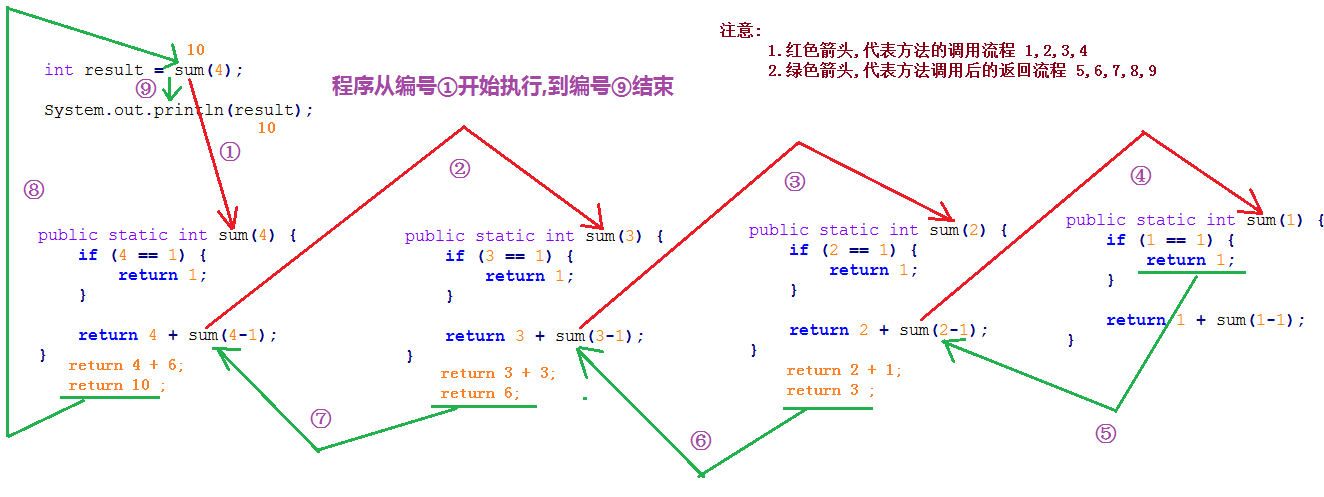 注意:
1.红色箭头,代表方法的调用流程 1,2,3,4
2.绿色箭头,代表方法调用后的返回流程 5,6,7,8,9
10
int result = sum(4);
⑨
程序从编号①开始执行,到编号⑨结束
System.out.println(result);
10
①
②
③
④
⑧
public static int sum(4) {
if (4 == 1) {
return 1;
}
return 4 + sum(4-1);
}
return 4 + 6;
return 10 ;
public static int sum(3) {
if (3 == 1) {
return 1;
}
return 3 + sum(3-1);
}
return 3 + 3;
return 6;
public static int sum(2) {
if (2 == 1) {
return 1;
}
return 2 + sum(2-1);
}
return 2 + 1;
return 3 ;
public static int sum(1) {
if (1 == 1) {
return 1;
}
return 1 + sum(1-1);
}
⑦
⑥
⑤